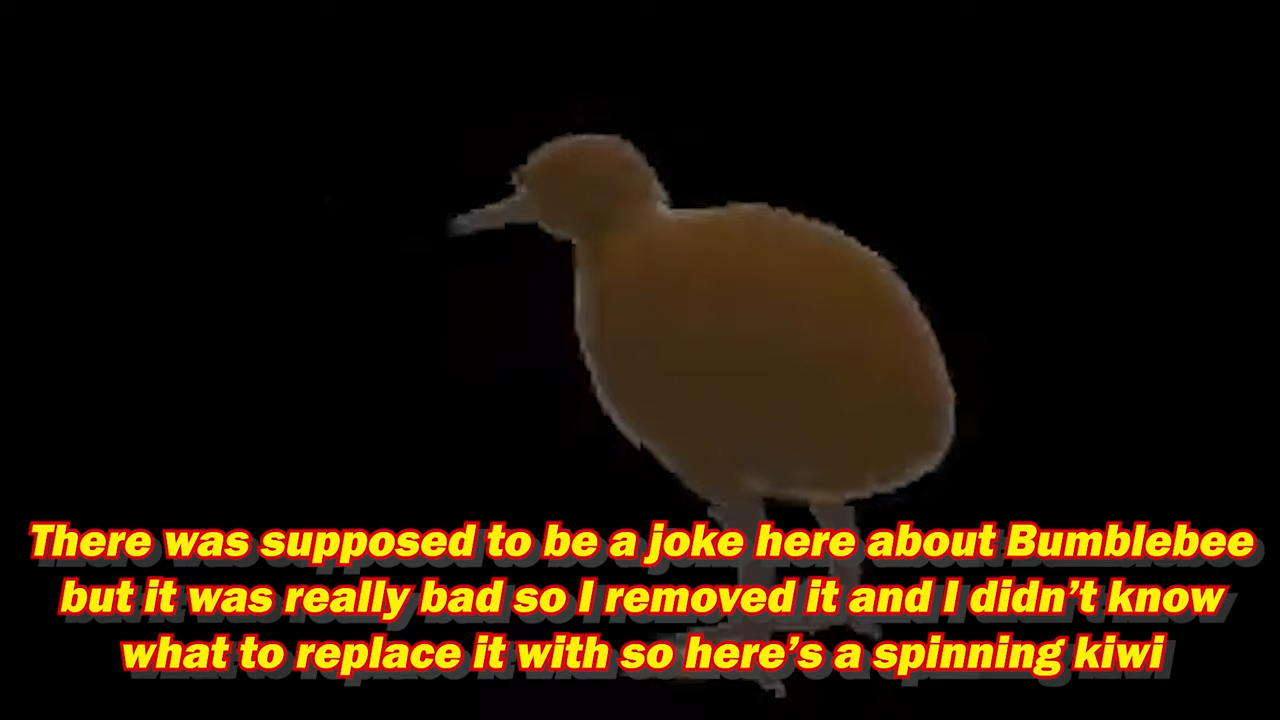 There was supposed to be a joke here about Bumblebee
but it was really bad so I removed it and I didn’t know
what to replace it with so here’s a spinning kiwi